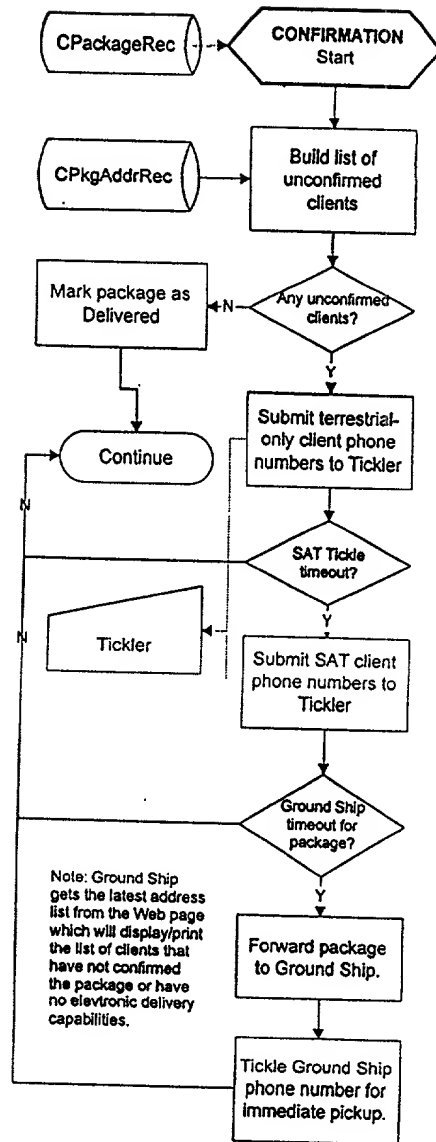 CPackageRec
CONFIRMATION
Start
CPkgAddrRec
Build list of
unconfirmed
clients
Mark package as
Delivered
N
Any unconfirmed
clients?
Y
Continue
Submit terrestrial-
only client phone
numbers to Tickler
N
SAT Tickle
timeout?
Tickler
N
Y
Submit SAT client
phone numbers to
Tickler
Ground Ship
timeout for
package?
Note: Ground Ship
gets the latest address
list from the Web page
which will display/print
the list of clients that
have not confirmed
the package or have
no elevtronic delivery
capabilities.
Y
Forward package
to Ground Ship.
Tickle Ground Ship
phone number for
immediate pickup.